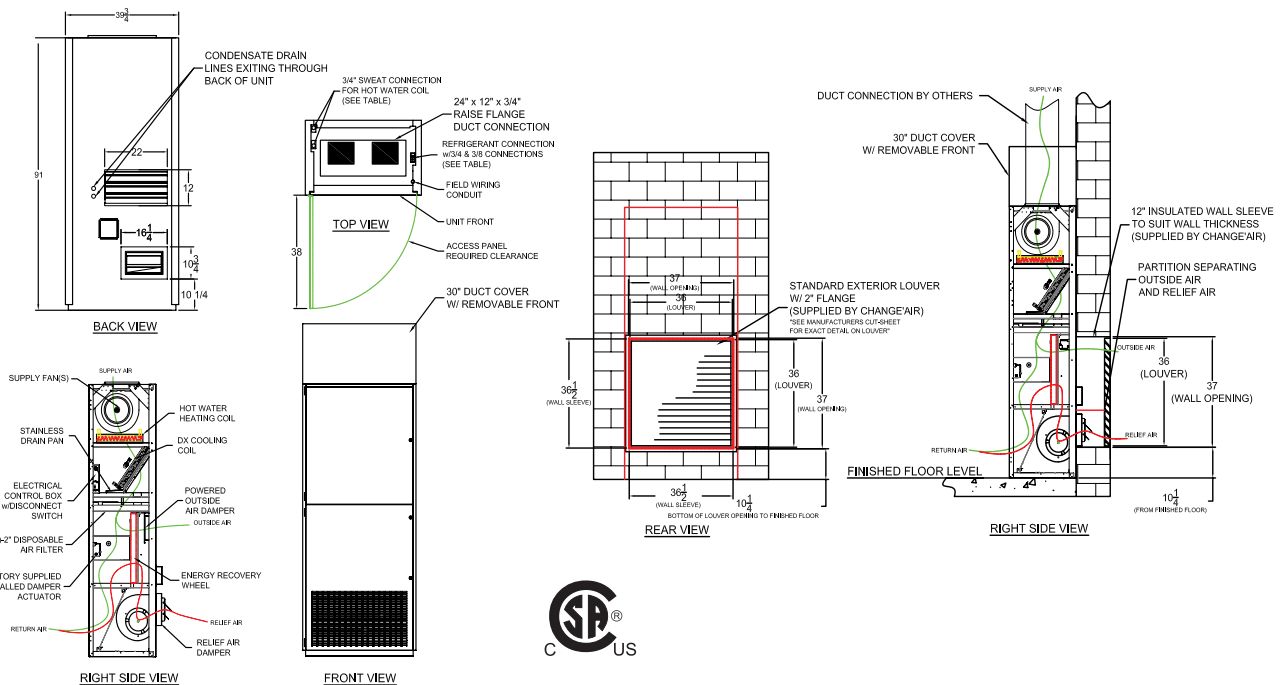 39 3/4
91
CONDENSATE DRAIN
LINES EXITING THROUGH
BACK OF UNIT
22
12
16 1/4
10 3/4
10 1/4
BACK VIEW
3/4" SWEAT CONNECTION
FOR HOT WATER COIL
(SEE TABLE)
24" x 12" x 3/4"
RAISE FLANGE
DUCT CONNECTION
REFRIGERANT CONNECTION
w/3/4 & 3/8 CONNECTIONS
(SEE TABLE)
FIELD WIRING
CONDUIT
UNIT FRONT
TOP VIEW
38
ACCESS PANEL
REQUIRED CLEARANCE
30" DUCT COVER
W/ REMOVABLE FRONT
FRONT VIEW
SUPPLY AIR
SUPPLY FAN(S)
HOT WATER
HEATING COIL
STAINLESS
DRAIN PAN
DX COOLING
COIL
ELECTRICAL
CONTROL BOX
w/DISCONNECT
SWITCH
POWERED
OUTSIDE
AIR DAMPER
OUTSIDE AIR
-2" DISPOSABLE
AIR FILTER
TORY SUPPLIED
ALLED DAMPER
ACTUATOR
ENERGY RECOVERY
WHEEL
RETURN AIR
RELIEF AIR
RELIEF AIR
DAMPER
RIGHT SIDE VIEW
37
(WALL OPENING)
36
(LOUVER)
STANDARD EXTERIOR LOUVER
W/ 2" FLANGE
(SUPPLIED BY CHANGE'AIR)
"SEE MANUFACTURERS CUT-SHEET
FOR EXACT DETAIL ON LOUVER"
36 1/2
(WALL SLEEVE)
36
(LOUVER)
37
(WALL OPENING)
36 1/2
(WALL SLEEVE)
10 1/4
BOTTOM OF LOUVER OPENING TO FINISHED FLOOR
REAR VIEW
CSA ®
C US
SUPPLY AIR
DUCT CONNECTION BY OTHERS
30" DUCT COVER
W/ REMOVABLE FRONT
12" INSULATED WALL SLEEVE
TO SUIT WALL THICKNESS
(SUPPLIED BY CHANGE'AIR)
PARTITION SEPARATING
OUTSIDE AIR
AND RELIEF AIR
OUTSIDE AIR
36
(LOUVER)
37
(WALL OPENING)
RELIEF AIR
RETURN AIR
FINISHED FLOOR LEVEL
10 1/4
(FROM FINISHED FLOOR)
RIGHT SIDE VIEW